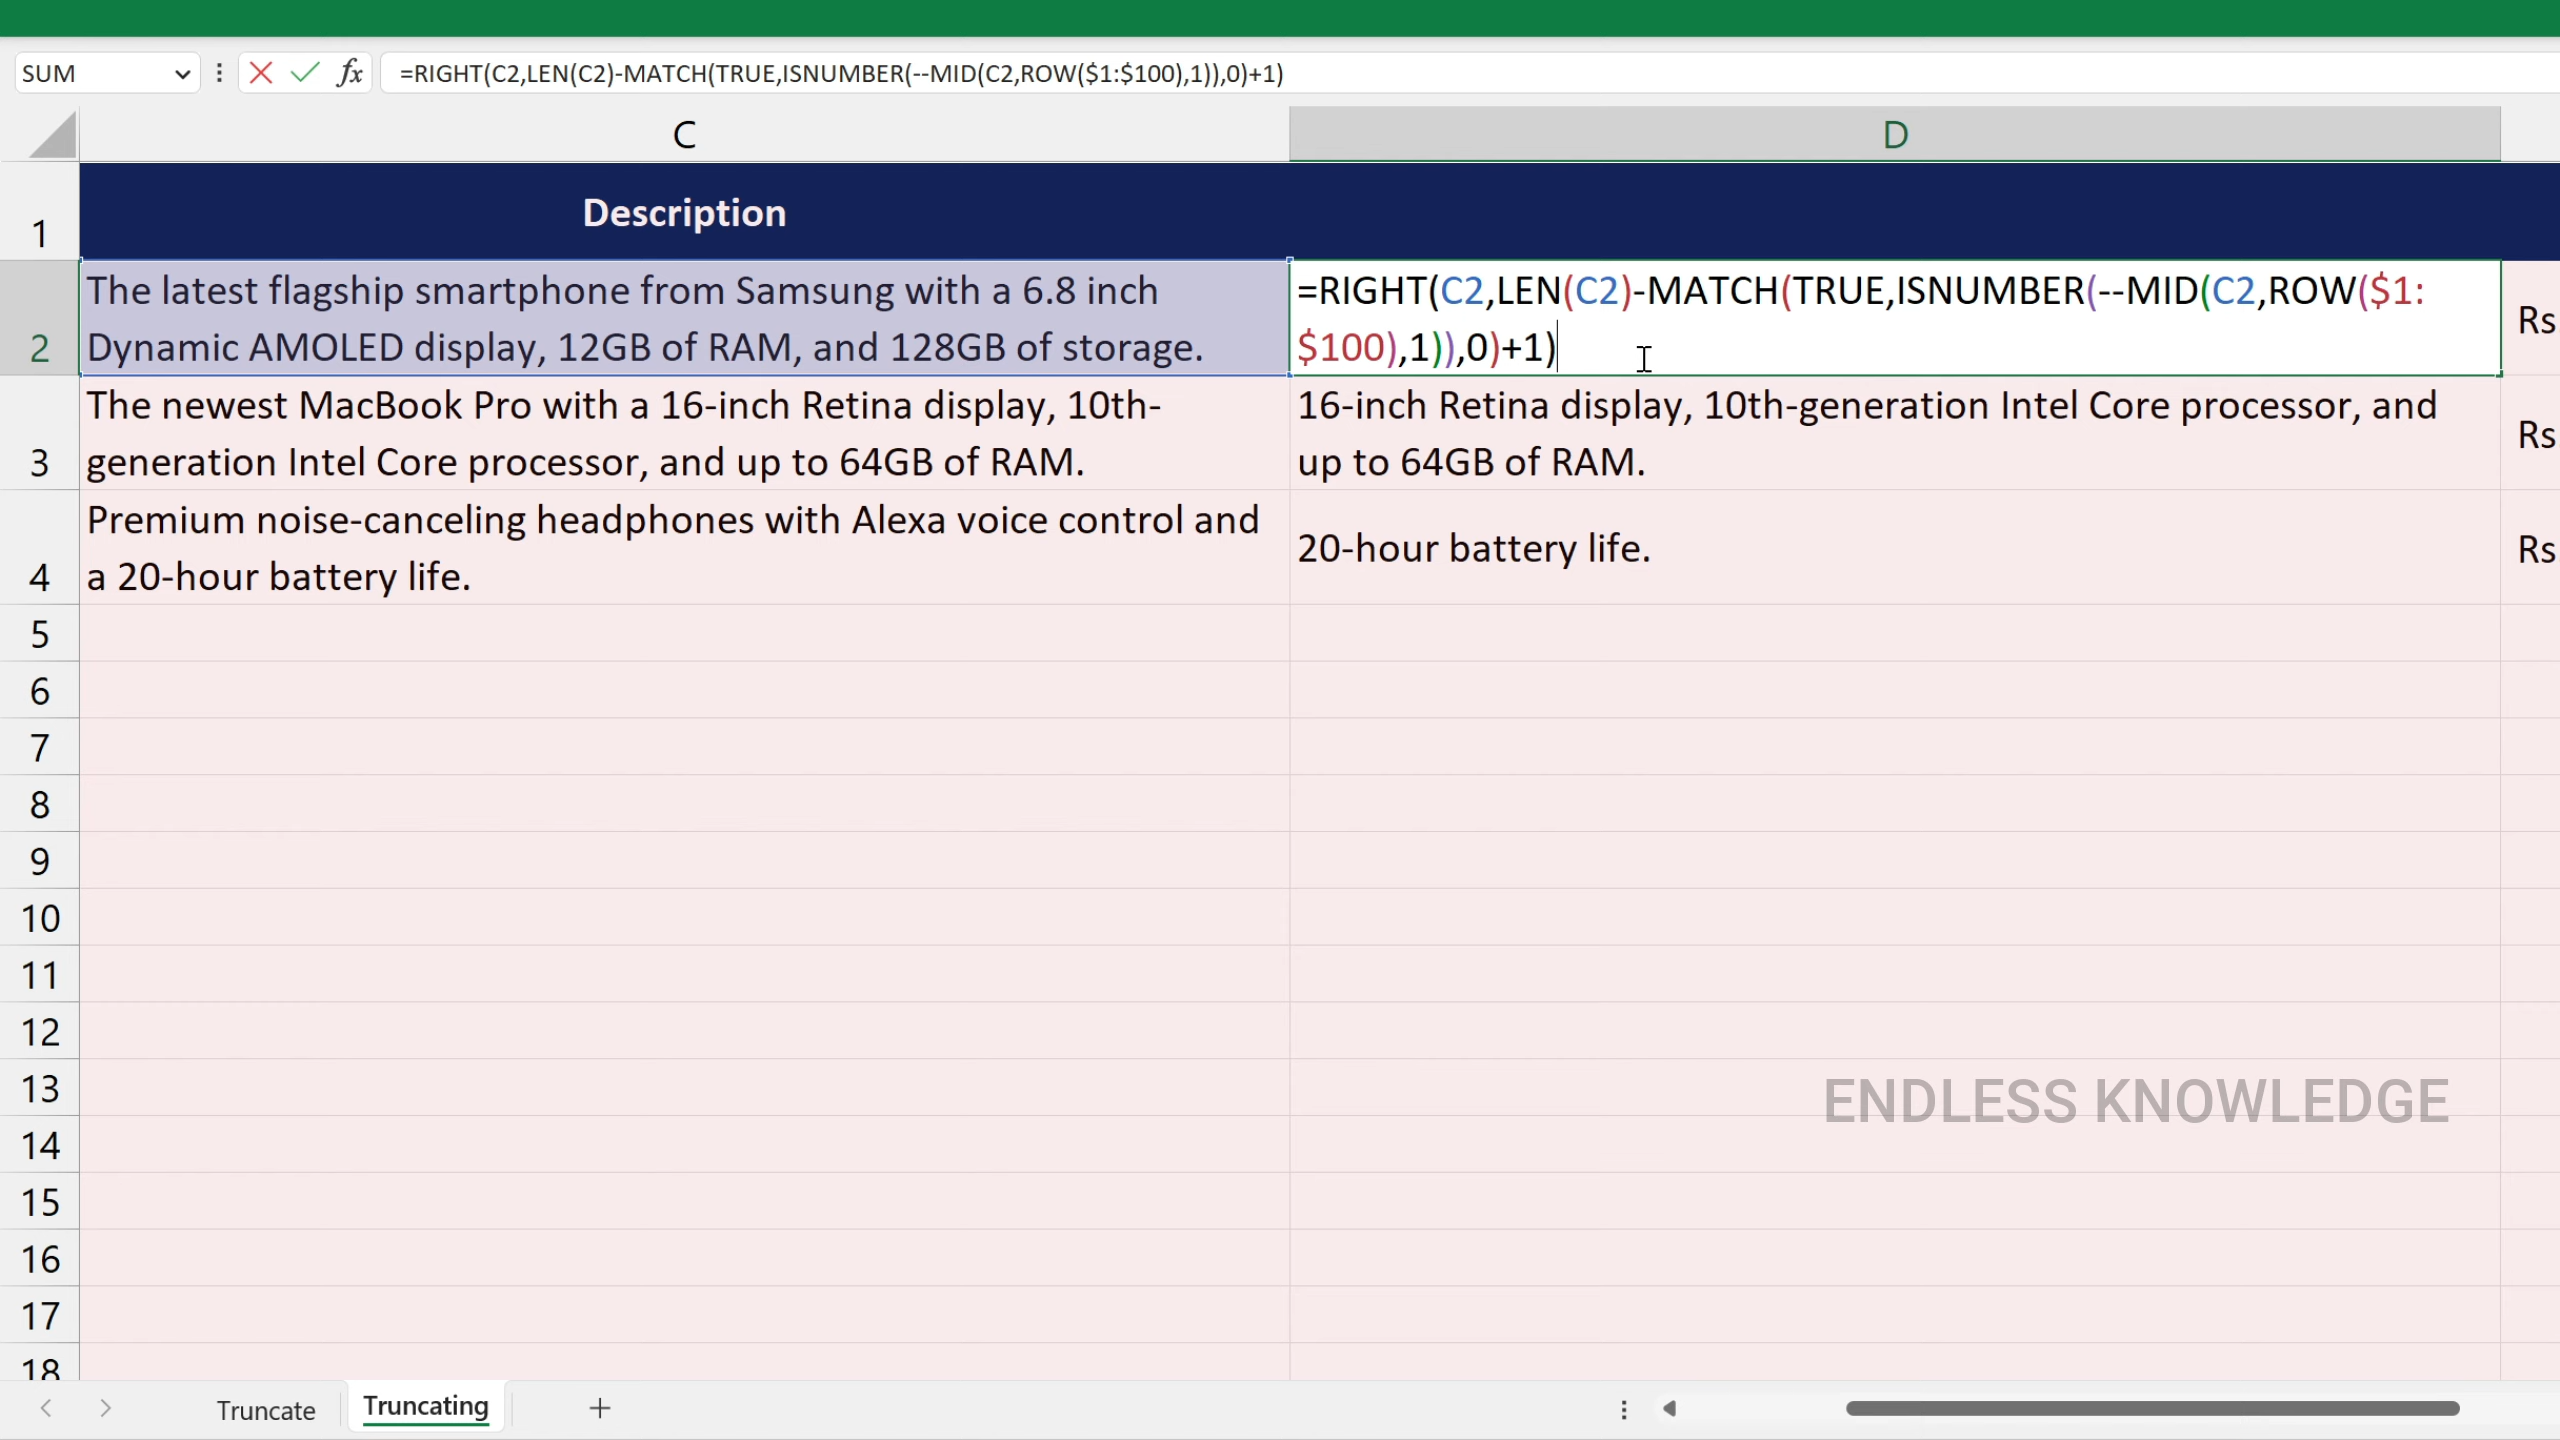 SUM
fx
=RIGHT(C2,LEN(C2)-MATCH(TRUE,ISNUMBER(--MID(C2,ROW($1:$100),1)),0)+1)
C
D
1
Description
2
The latest flagship smartphone from Samsung with a 6.8 inch
Dynamic AMOLED display, 12GB of RAM, and 128GB of storage.
=RIGHT(C2,LEN(C2)-MATCH(TRUE,ISNUMBER(--MID(C2,ROW($1:
$100),1)),0)+1)
Rs
3
The newest MacBook Pro with a 16-inch Retina display, 10th-
generation Intel Core processor, and up to 64GB of RAM.
16-inch Retina display, 10th-generation Intel Core processor, and
up to 64GB of RAM.
Rs
4
Premium noise-canceling headphones with Alexa voice control and
a 20-hour battery life.
20-hour battery life.
Rs
5
6
7
8
9
10
11
12
13
ENDLESS KNOWLEDGE
14
15
16
17
18
Truncate
Truncating